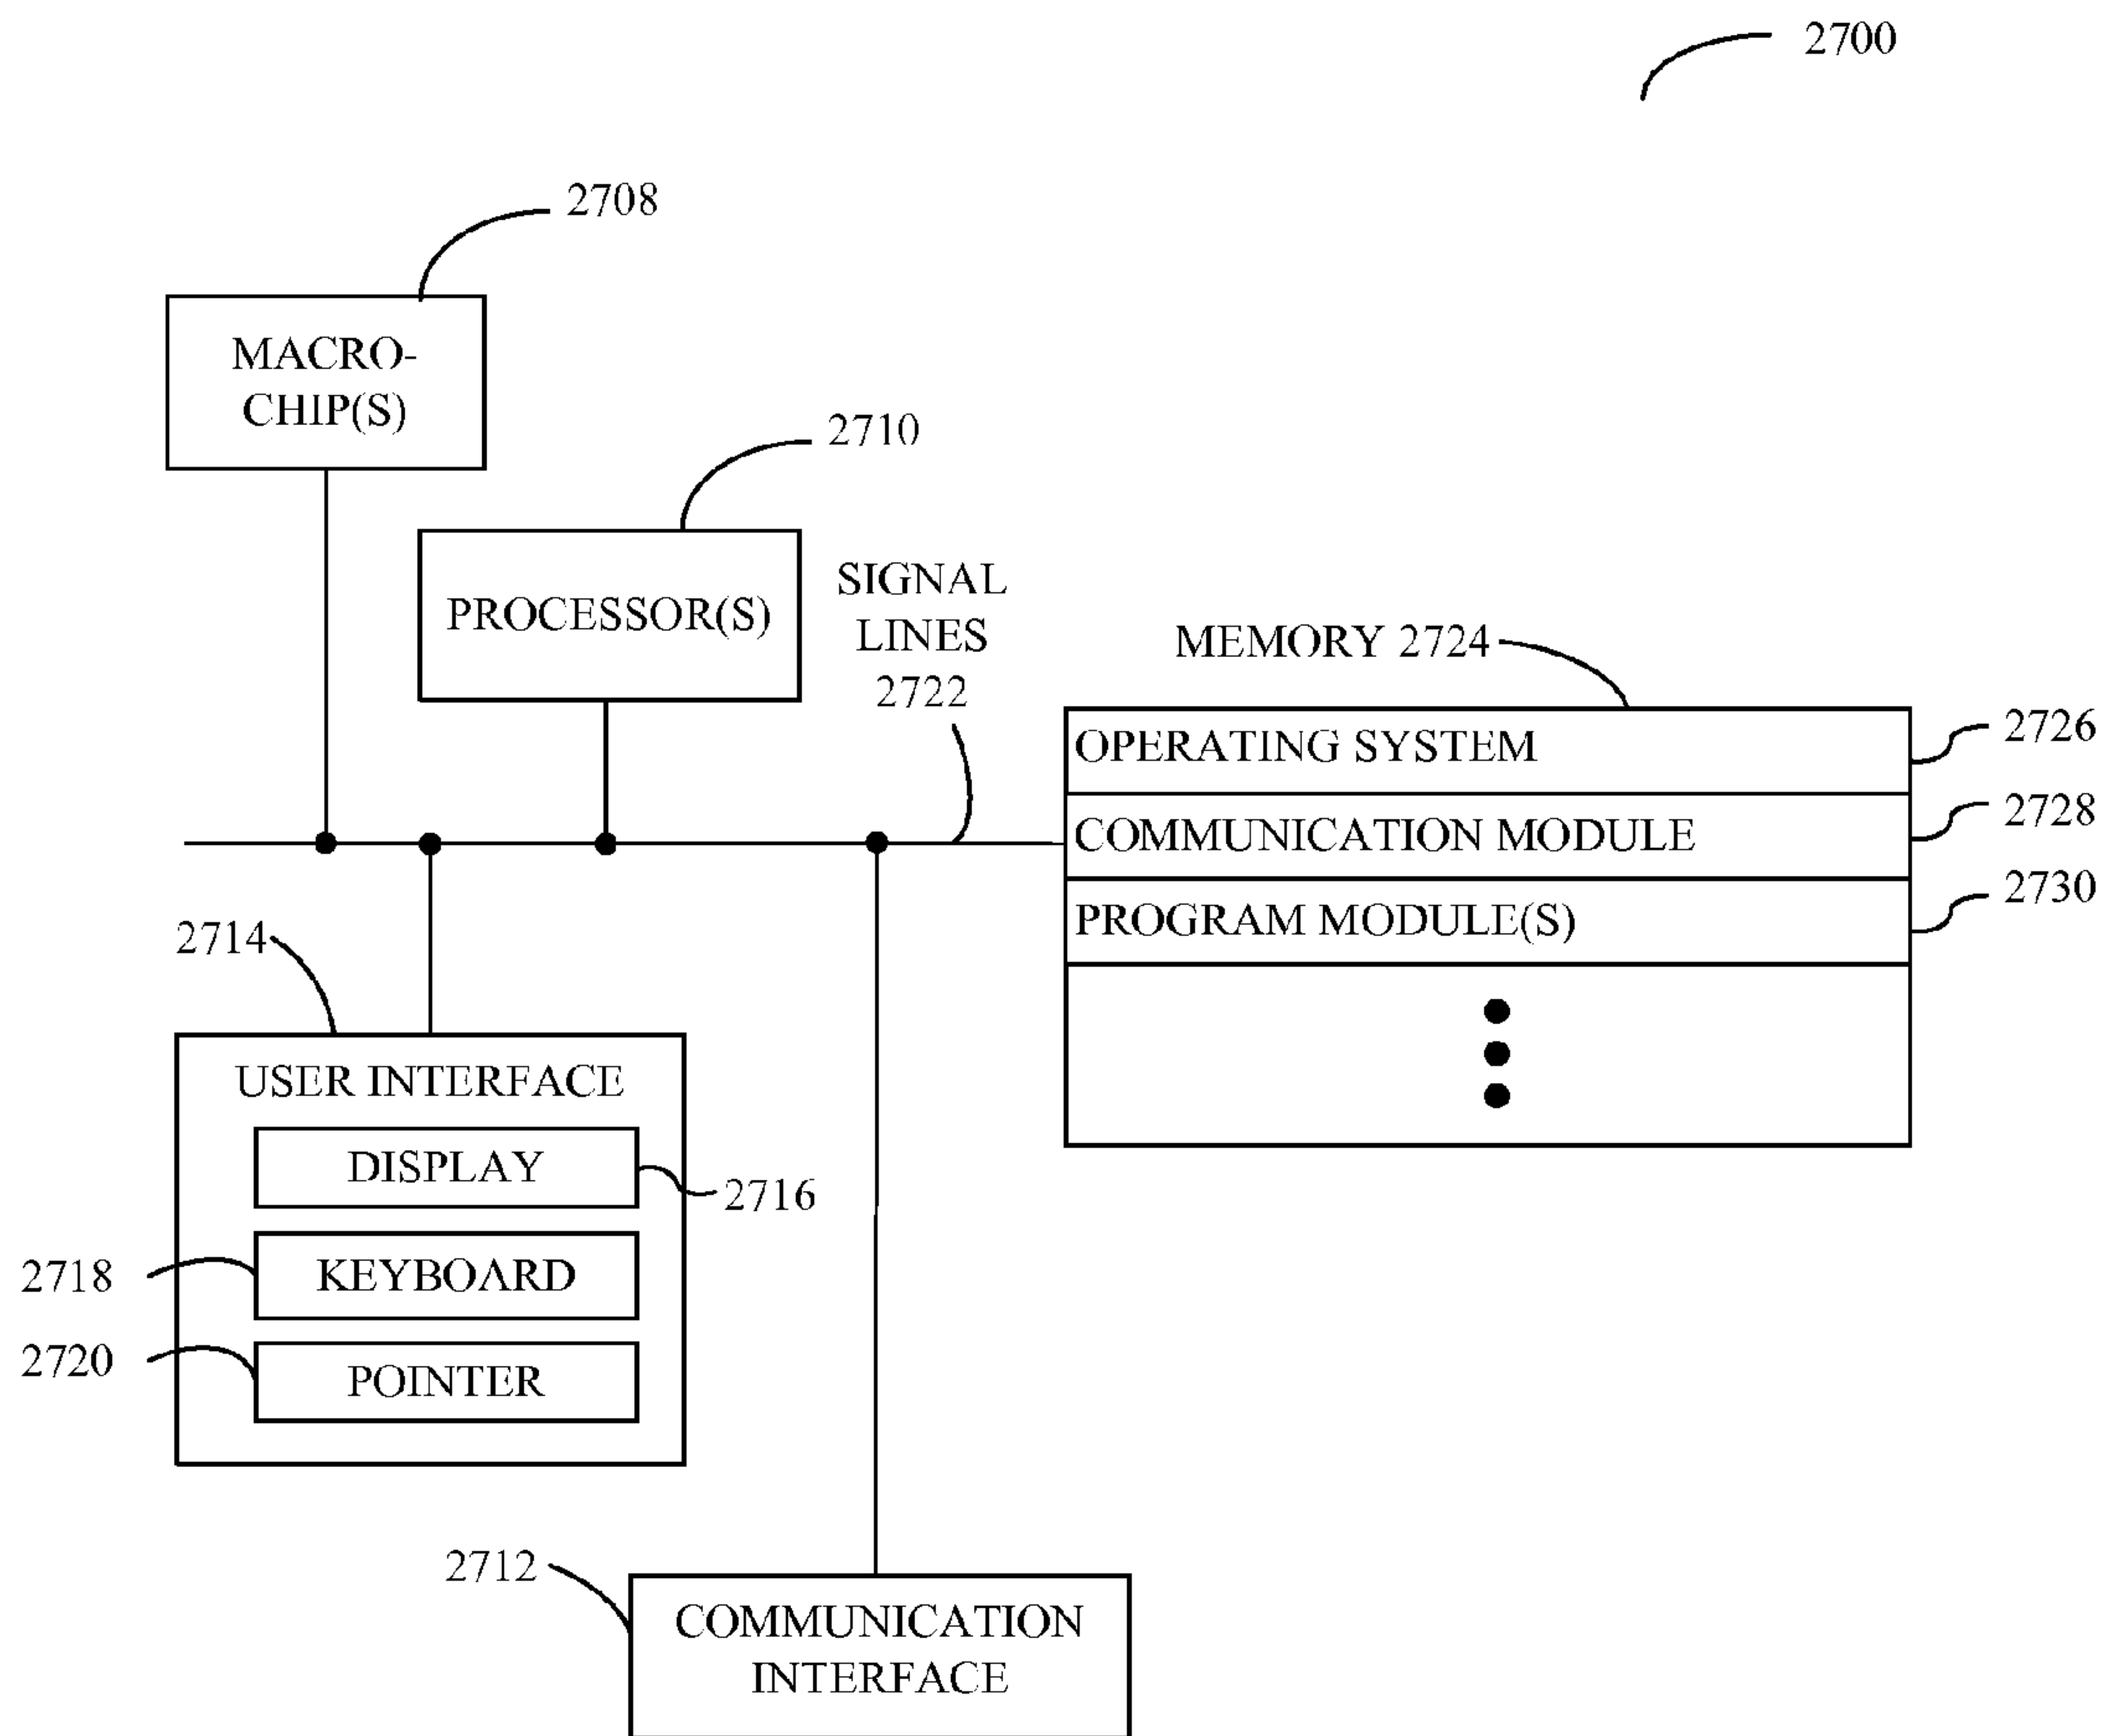 2700
2708
MACRO-
CHIP(S)
2710
PROCESSOR(S)
SIGNAL
LINES
2722
MEMORY 2724
OPERATING SYSTEM
2726
COMMUNICATION MODULE
2728
PROGRAM MODULE(S)
2730
2714
USER INTERFACE
DISPLAY
2716
2718
KEYBOARD
2720
POINTER
2712
COMMUNICATION
INTERFACE